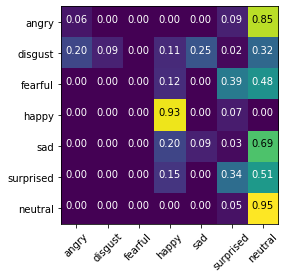 angry 0.06 0.00 0.00 0.00 0.00 0.09 0.85
disgust 0.20 0.09 0.00 0.11 0.25 0.02 0.32
fearful 0.00 0.00 0.00 0.12 0.00 0.39 0.48
happy 0.00 0.00 0.00 0.93 0.00 0.07 0.00
sad 0.00 0.00 0.00 0.20 0.09 0.03 0.69
surprised 0.00 0.00 0.00 0.15 0.00 0.34 0.51
neutral 0.00 0.00 0.00 0.00 0.00 0.05 0.95
angry disgust fearful happy sad surprised neutral